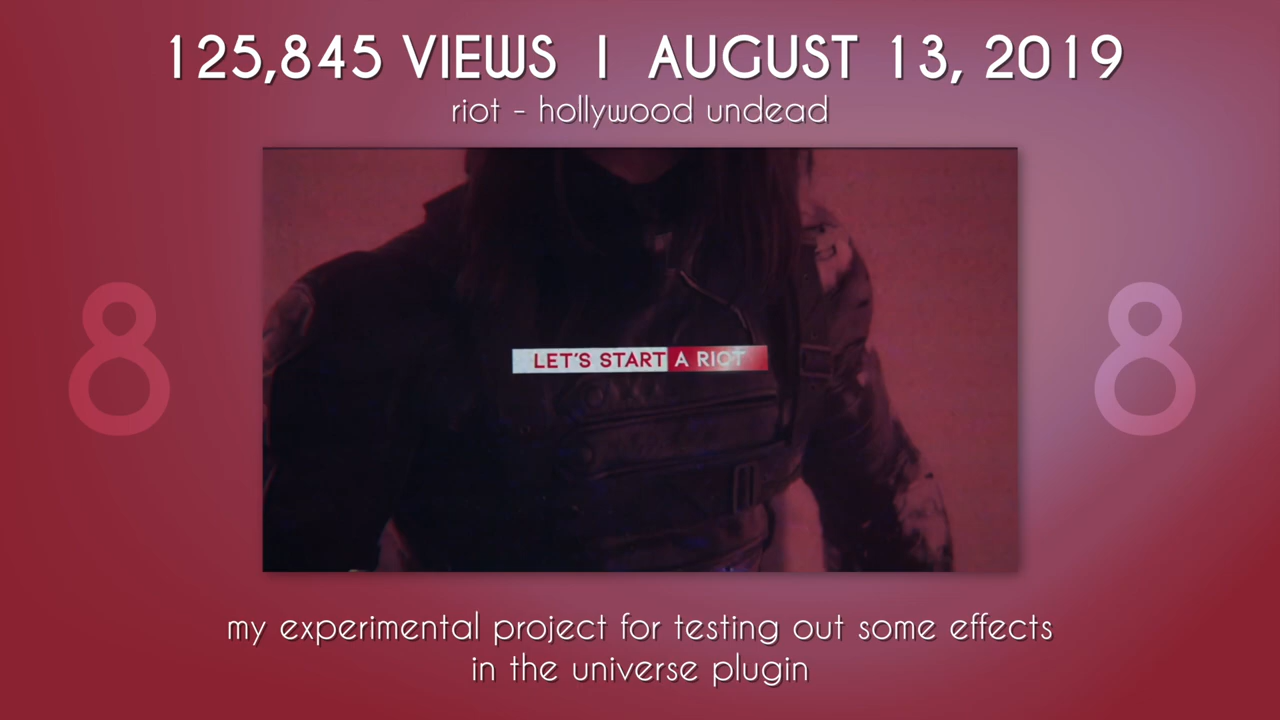 125,845 VIEWS | AUGUST 13, 2019
riot - hollywood undead
8
LET'S START A RIOT
8
my experimental project for testing out some effects
in the universe plugin